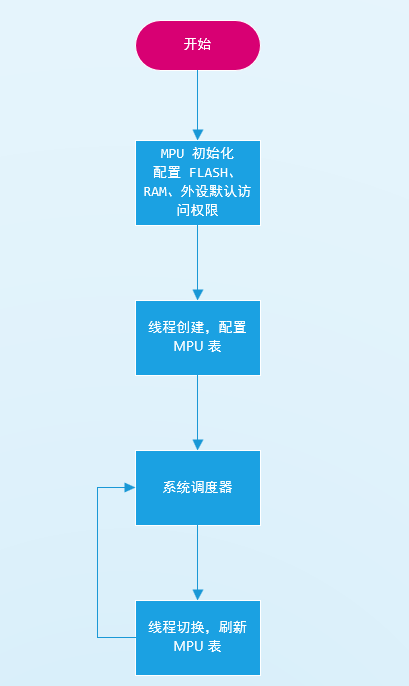 开始
MPU 初始化
配置 FLASH、
RAM、外设默认访
问权限
线程创建，配置
MPU 表
系统调度器
线程切换，刷新
MPU 表